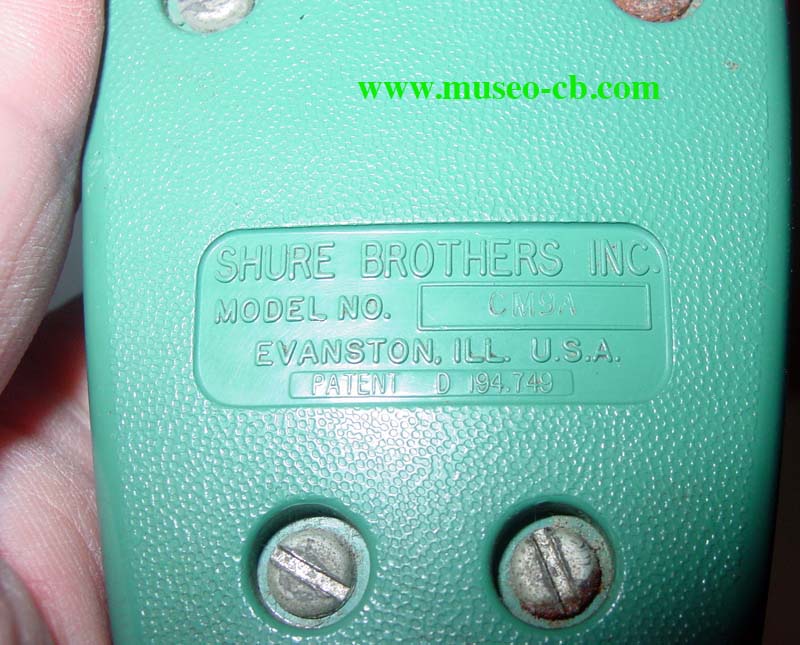 www.museo-cb.com
SHURE BROTHERS INC.
MODEL NO. CM9A
EVANSTON, ILL. U.S.A.
PATENT D 194,749